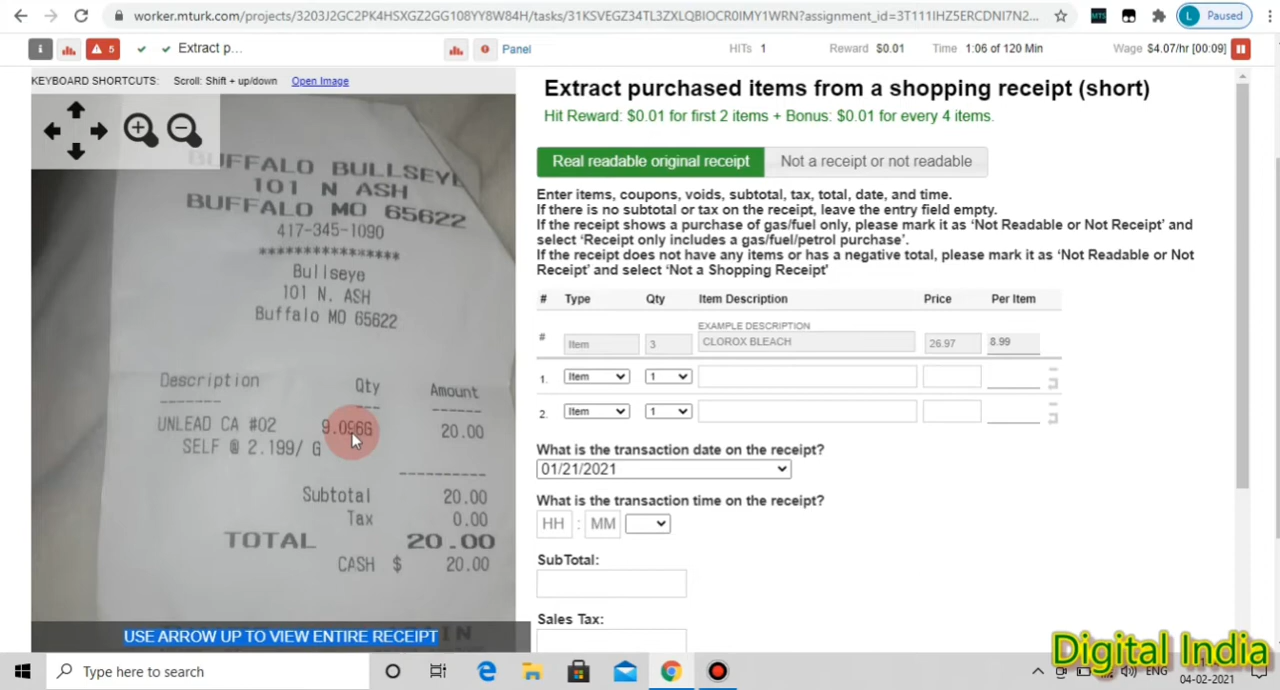 worker.mturk.com/projects/3203J2GC2PK4HSXGZ2GG108YY8W84H/tasks/31KSVEGZ34TL3ZXLQBIOCR0IMY1WRN?assignment_id=3T111IHZ5ERCDNI7N2...
MTS
L Paused
i
5
Extract p...
Panel
HITs 1
Reward $0.01
Time 1:06 of 120 Min
Wage $4.07/hr [00:09]
KEYBOARD SHORTCUTS: Scroll: Shift + up/down Open Image
BUFFALO BULLSEYE
101 N ASH
BUFFALO MO 65622
417-345-1090
****************
Bullseye
101 N. ASH
Buffalo MO 65622
Description Qty Amount
UNLEAD CA #02 9.096G 20.00
SELF @ 2.199/ G
Subtotal 20.00
Tax 0.00
TOTAL 20.00
CASH $ 20.00
USE ARROW UP TO VIEW ENTIRE RECEIPT
Extract purchased items from a shopping receipt (short)
Hit Reward: $0.01 for first 2 items + Bonus: $0.01 for every 4 items.
Real readable original receipt
Not a receipt or not readable
Enter items, coupons, voids, subtotal, tax, total, date, and time.
If there is no subtotal or tax on the receipt, leave the entry field empty.
If the receipt shows a purchase of gas/fuel only, please mark it as 'Not Readable or Not Receipt' and
select 'Receipt only includes a gas/fuel/petrol purchase'.
If the receipt does not have any items or has a negative total, please mark it as 'Not Readable or Not
Receipt' and select 'Not a Shopping Receipt'
# Type Qty Item Description Price Per Item
EXAMPLE DESCRIPTION
# Item 3 CLOROX BLEACH 26.97 8.99
1. Item 1
2. Item 1
What is the transaction date on the receipt?
01/21/2021
What is the transaction time on the receipt?
HH : MM
SubTotal:
Sales Tax:
Digital India
Type here to search
ENG
04-02-2021